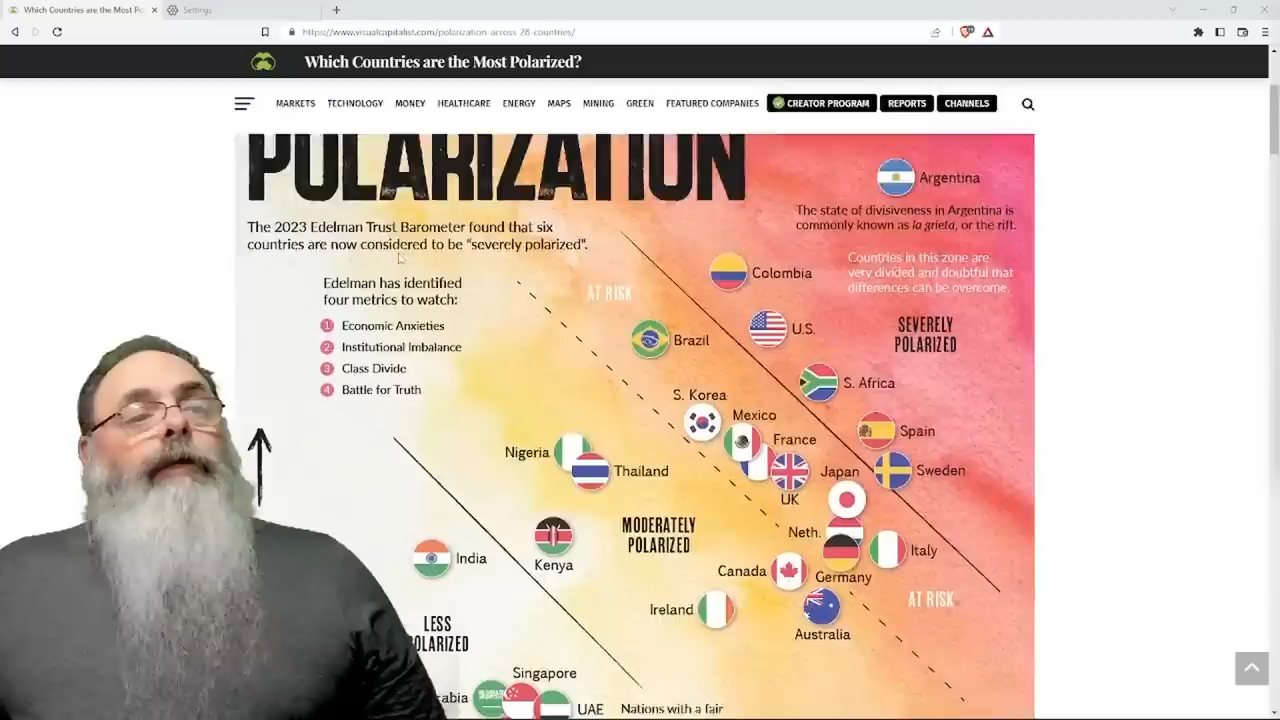 Which Countries are the Most Po
Settings
https://www.visualcapitalist.com/polarization-across-28-countries/
Which Countries are the Most Polarized?
MARKETS TECHNOLOGY MONEY HEALTHCARE ENERGY MAPS MINING GREEN FEATURED COMPANIES CREATOR PROGRAM REPORTS CHANNELS
POLARIZATION
Argentina
The state of divisiveness in Argentina is
commonly known as la grieta, or the rift.
The 2023 Edelman Trust Barometer found that six
countries are now considered to be “severely polarized”.
Countries in this zone are
very divided and doubtful that
differences can be overcome.
Colombia
Edelman has identified
four metrics to watch:
AT RISK
1 Economic Anxieties
2 Institutional Imbalance
3 Class Divide
4 Battle for Truth
U.S.
SEVERELY
POLARIZED
Brazil
S. Africa
S. Korea
Mexico
France
Spain
Nigeria
Thailand
Japan
Sweden
UK
MODERATELY
POLARIZED
Neth.
Italy
India
Kenya
Canada
Germany
AT RISK
Ireland
Australia
LESS
OLARIZED
Singapore
abia
UAE
Nations with a fair